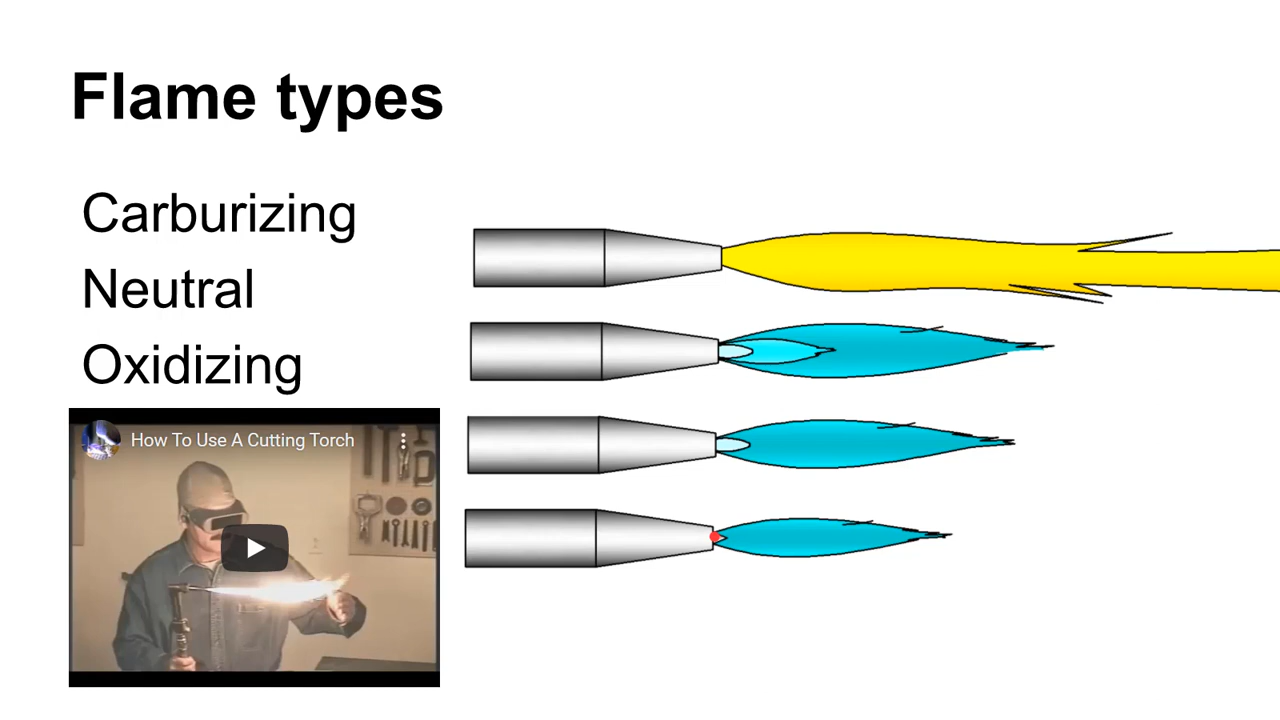 Flame types
Carburizing
Neutral
Oxidizing
How To Use A Cutting Torch